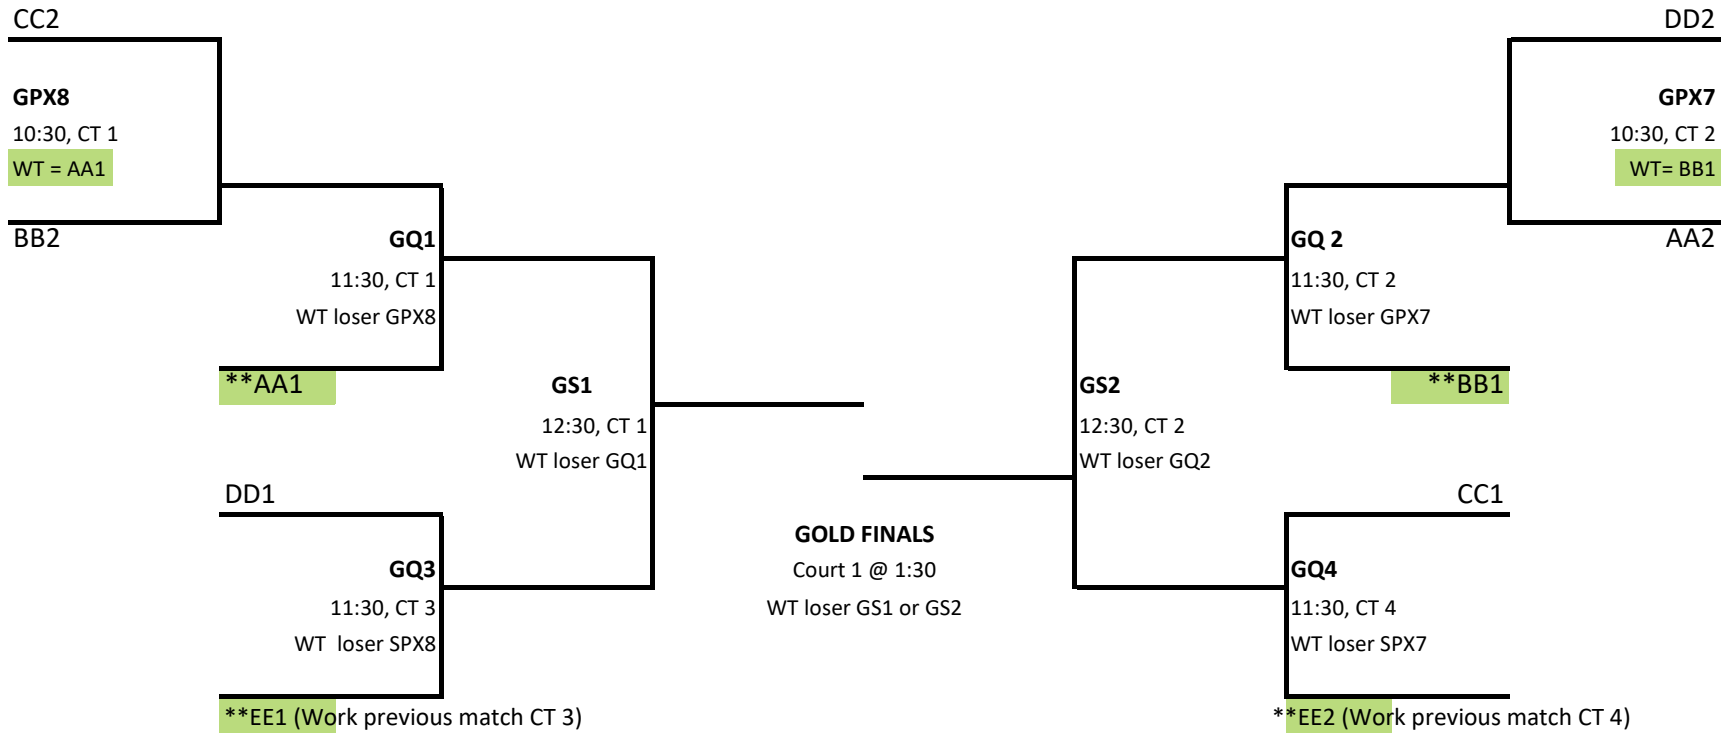 CC2
GPX8
10:30, CT 1
WT = AA1
BB2
GQ1
11:30, CT 1
WT loser GPX8
**AA1
GS1
12:30, CT 1
WT loser GQ1
DD1
GQ3
11:30, CT 3
WT  loser SPX8
**EE1 (Work previous match CT 3)
GOLD FINALS
Court 1 @ 1:30
WT loser GS1 or GS2
DD2
GPX7
10:30, CT 2
WT= BB1
AA2
GQ 2
11:30, CT 2
WT loser GPX7
**BB1
GS2
12:30, CT 2
WT loser GQ2
CC1
GQ4
11:30, CT 4
WT loser SPX7
**EE2 (Work previous match CT 4)